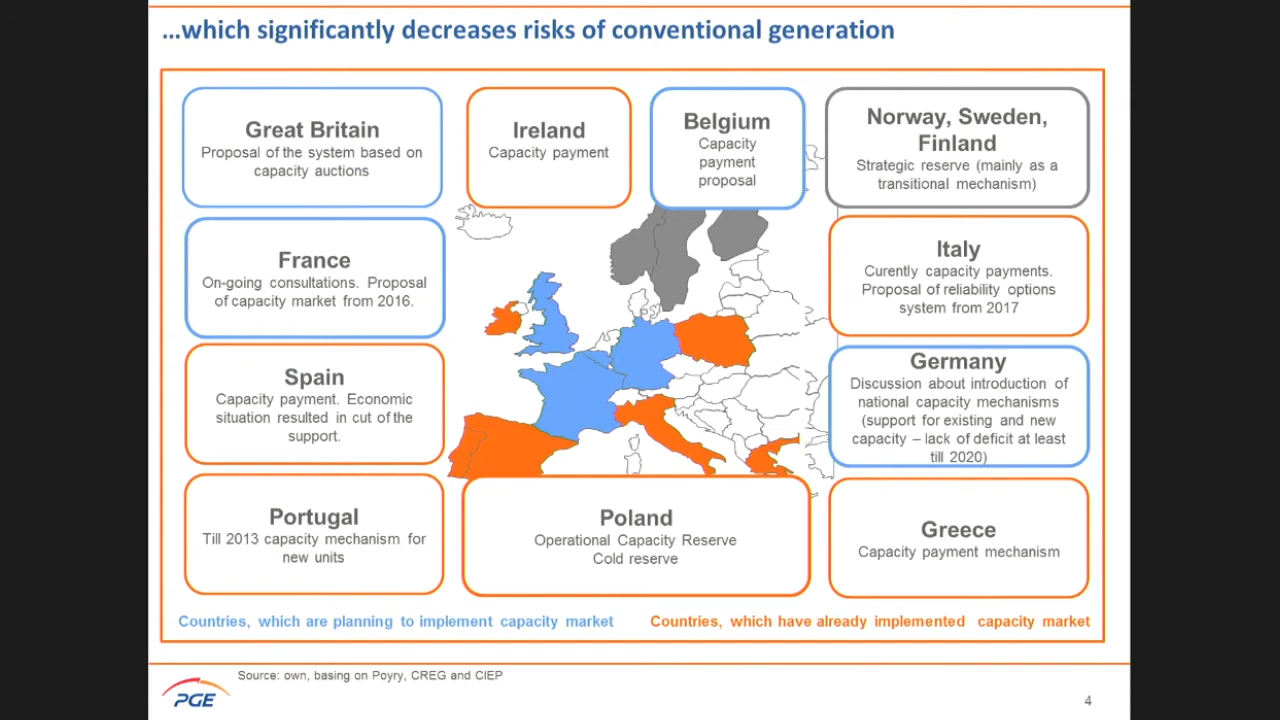 …which significantly decreases risks of conventional generation
Great Britain
Proposal of the system based on
capacity auctions
Ireland
Capacity payment
Belgium
Capacity
payment
proposal
Norway, Sweden,
Finland
Strategic reserve (mainly as a
transitional mechanism)
France
On-going consultations. Proposal
of capacity market from 2016.
Italy
Curently capacity payments.
Proposal of reliability options
system from 2017
Spain
Capacity payment. Economic
situation resulted in cut of the
support.
Germany
Discussion about introduction of
national capacity mechanisms
(support for existing and new
capacity – lack of deficit at least
till 2020)
Portugal
Till 2013 capacity mechanism for
new units
Poland
Operational Capacity Reserve
Cold reserve
Greece
Capacity payment mechanism
Countries, which are planning to implement capacity market
Countries, which have already implemented capacity market
Source: own, basing on Poyry, CREG and CIEP
PGE
4